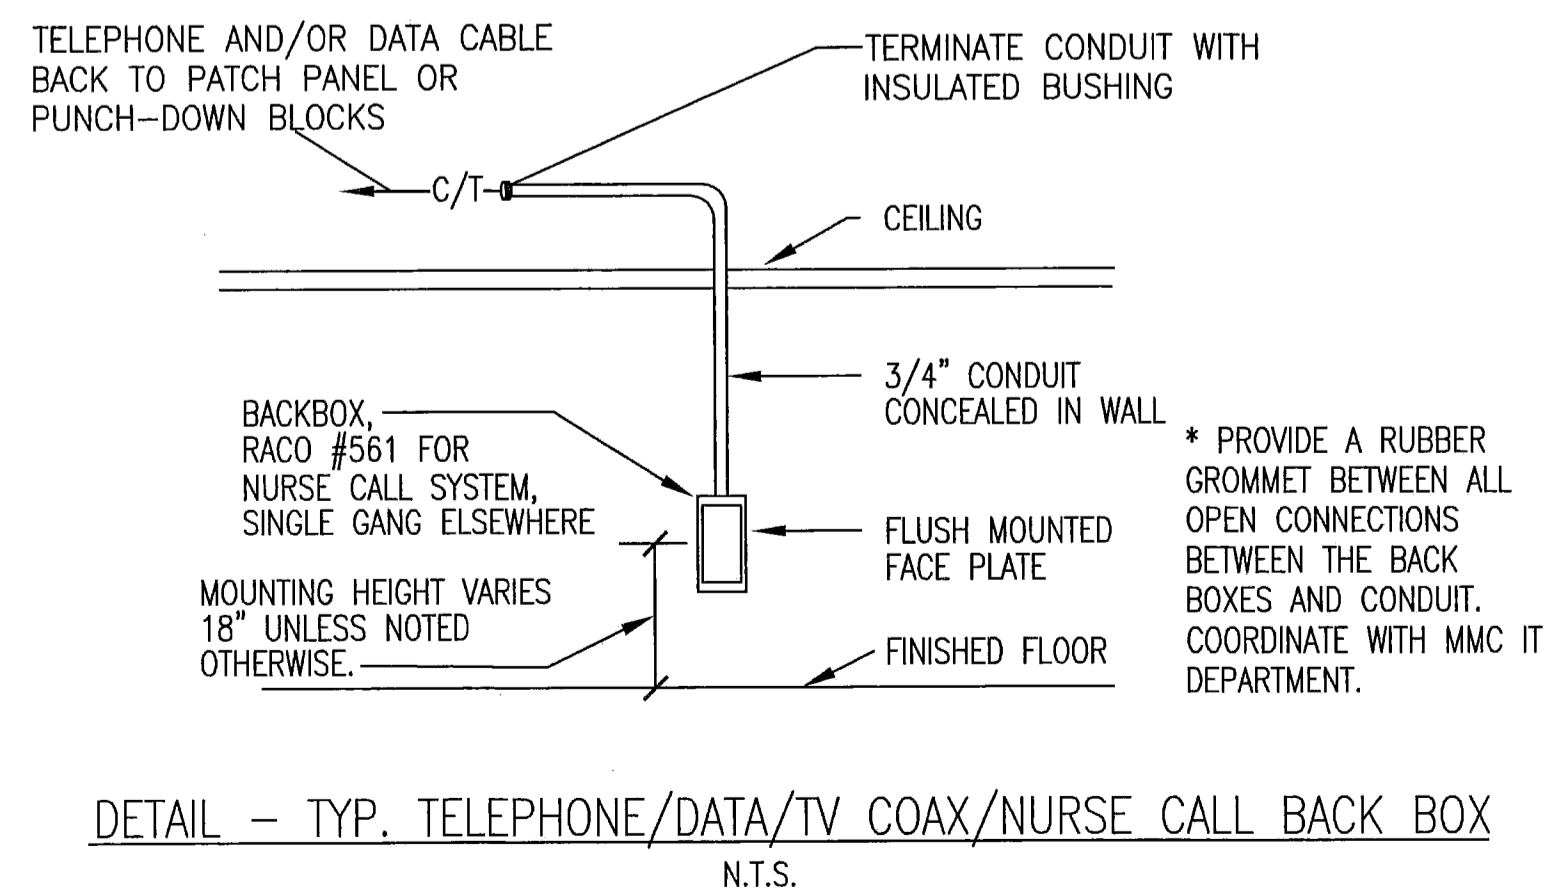 TELEPHONE AND/OR DATA CABLE
BACK TO PATCH PANEL OR
PUNCH-DOWN BLOCKS
TERMINATE CONDUIT WITH
INSULATED BUSHING
C/T
CEILING
3/4" CONDUIT
CONCEALED IN WALL
BACKBOX,
RACO #561 FOR
NURSE CALL SYSTEM,
SINGLE GANG ELSEWHERE
* PROVIDE A RUBBER
GROMMET BETWEEN ALL
OPEN CONNECTIONS
BETWEEN THE BACK
BOXES AND CONDUIT.
COORDINATE WITH MMC IT
DEPARTMENT.
FLUSH MOUNTED
FACE PLATE
MOUNTING HEIGHT VARIES
18" UNLESS NOTED
OTHERWISE.
FINISHED FLOOR
DETAIL - TYP. TELEPHONE/DATA/TV COAX/NURSE CALL BACK BOX
N.T.S.